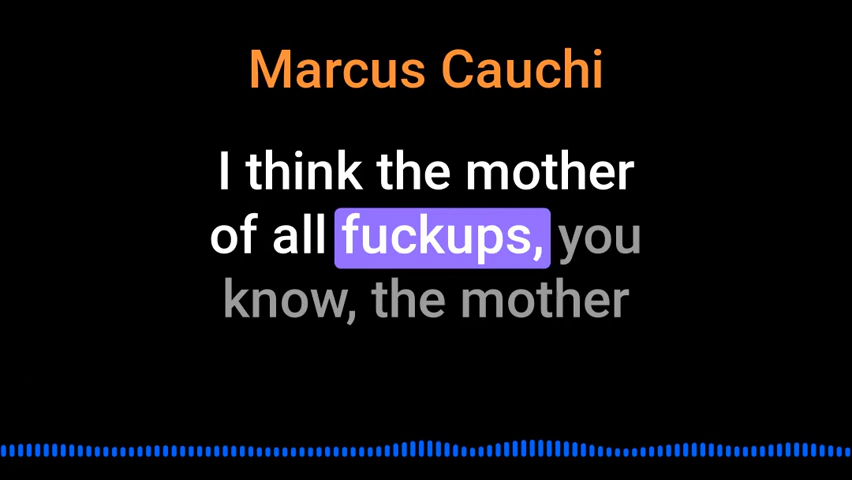 Marcus Cauchi
I think the mother
of all fuckups, you
know, the mother